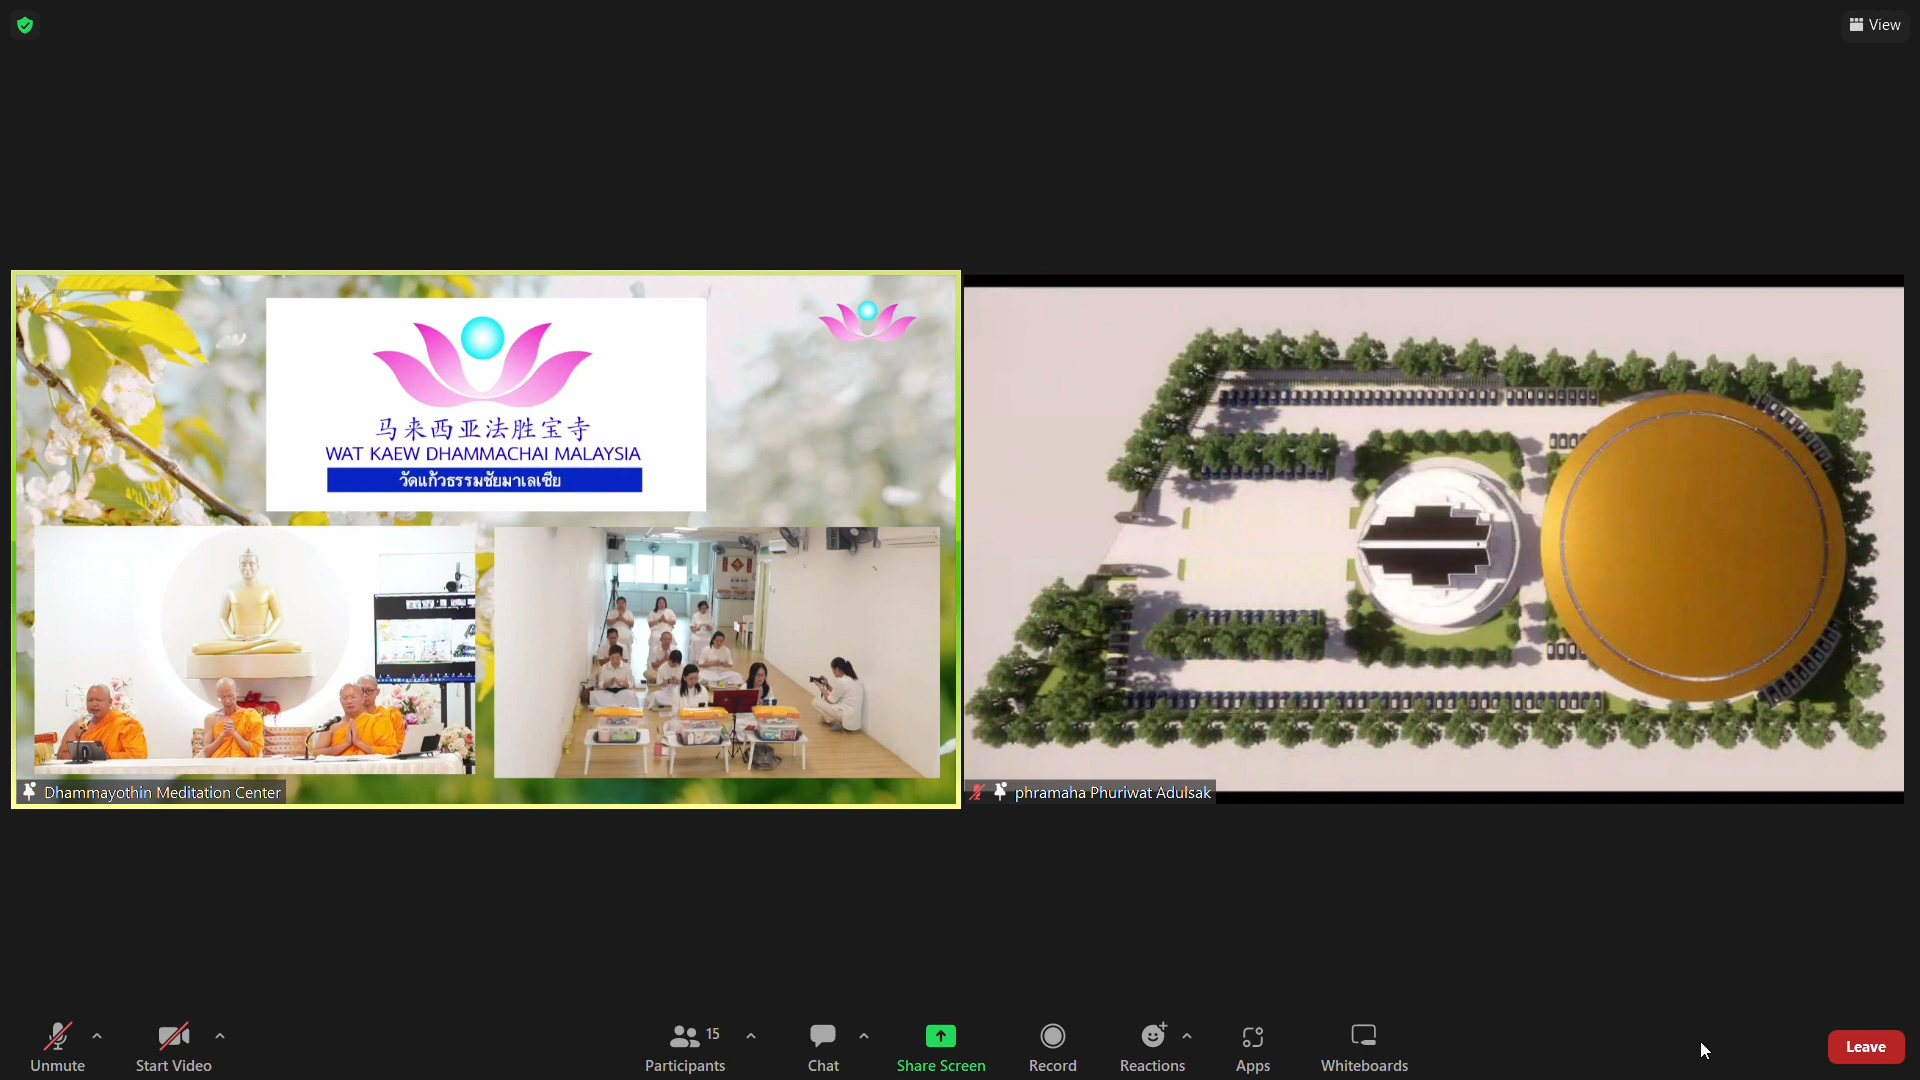 View
马来西亚法胜宝寺
WAT KAEW DHAMMACHAI MALAYSIA
วัดแก้วธรรมชัยมาเลเซีย
Dhammayothin Meditation Center
phramaha Phuriwat Adulsak
Unmute
Start Video
15
Participants
Chat
Share Screen
Record
Reactions
Apps
Whiteboards
Leave